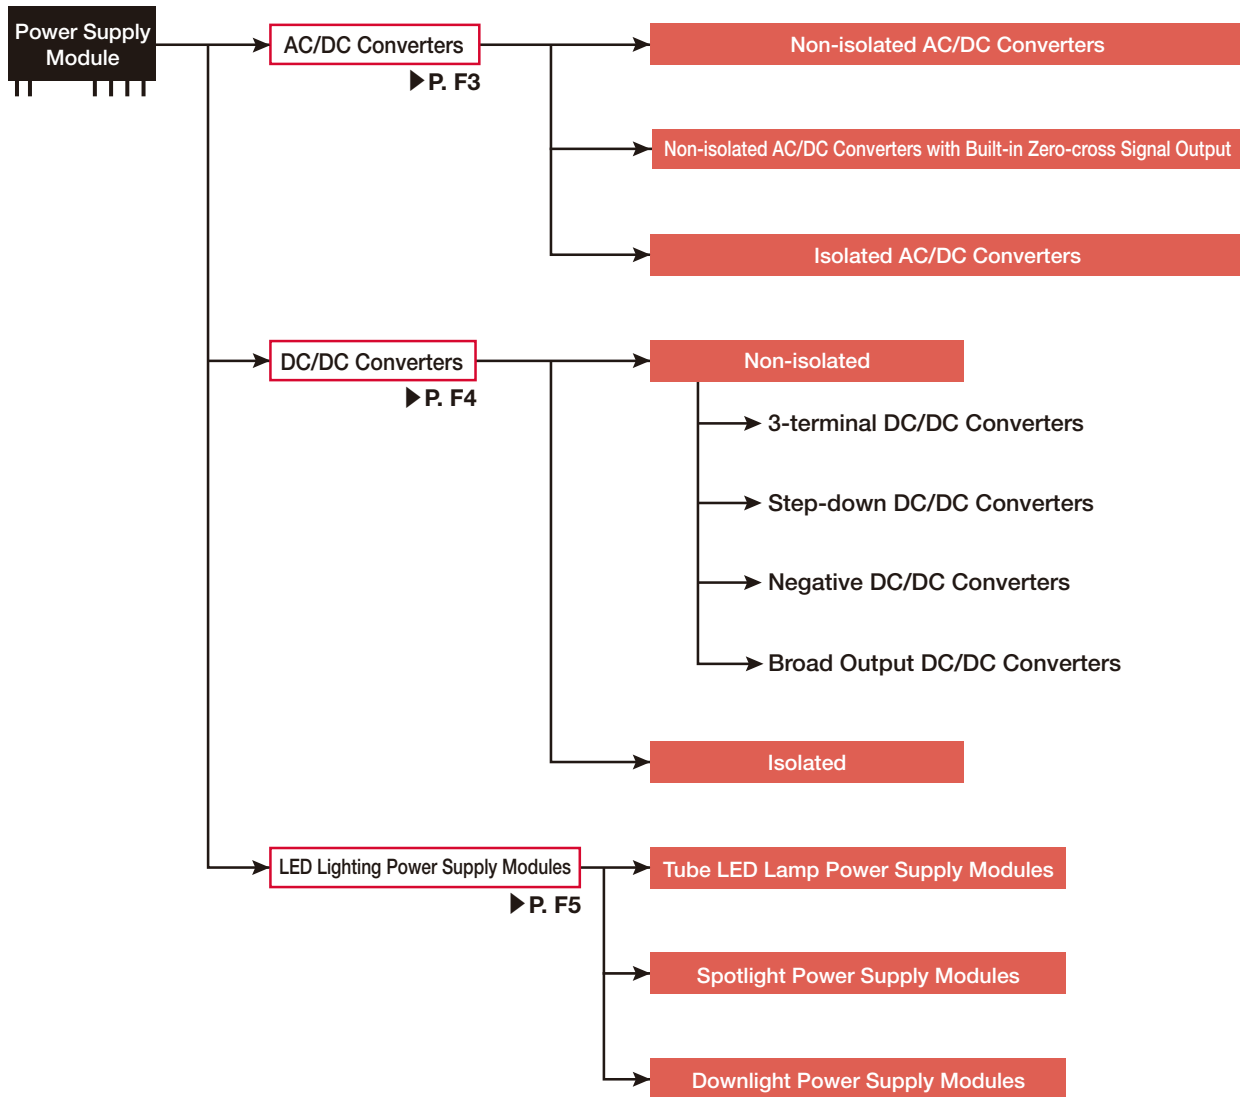 Power Supply
Module
AC/DC Converters
▶P. F3
Non-isolated AC/DC Converters
Non-isolated AC/DC Converters with Built-in Zero-cross Signal Output
Isolated AC/DC Converters
DC/DC Converters
▶P. F4
Non-isolated
3-terminal DC/DC Converters
Step-down DC/DC Converters
Negative DC/DC Converters
Broad Output DC/DC Converters
Isolated
LED Lighting Power Supply Modules
▶P. F5
Tube LED Lamp Power Supply Modules
Spotlight Power Supply Modules
Downlight Power Supply Modules